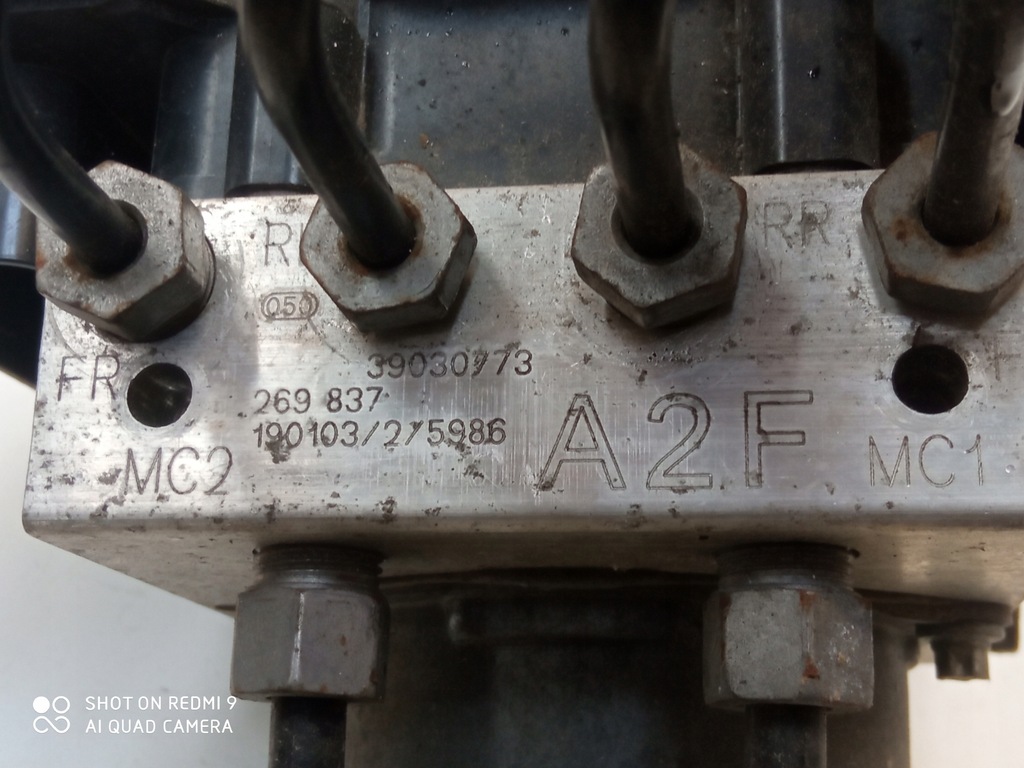 RR
050
FR
39030773
269 837
190103/2/5986
A2F
MC2
MC1
SHOT ON REDMI 9
AI QUAD CAMERA